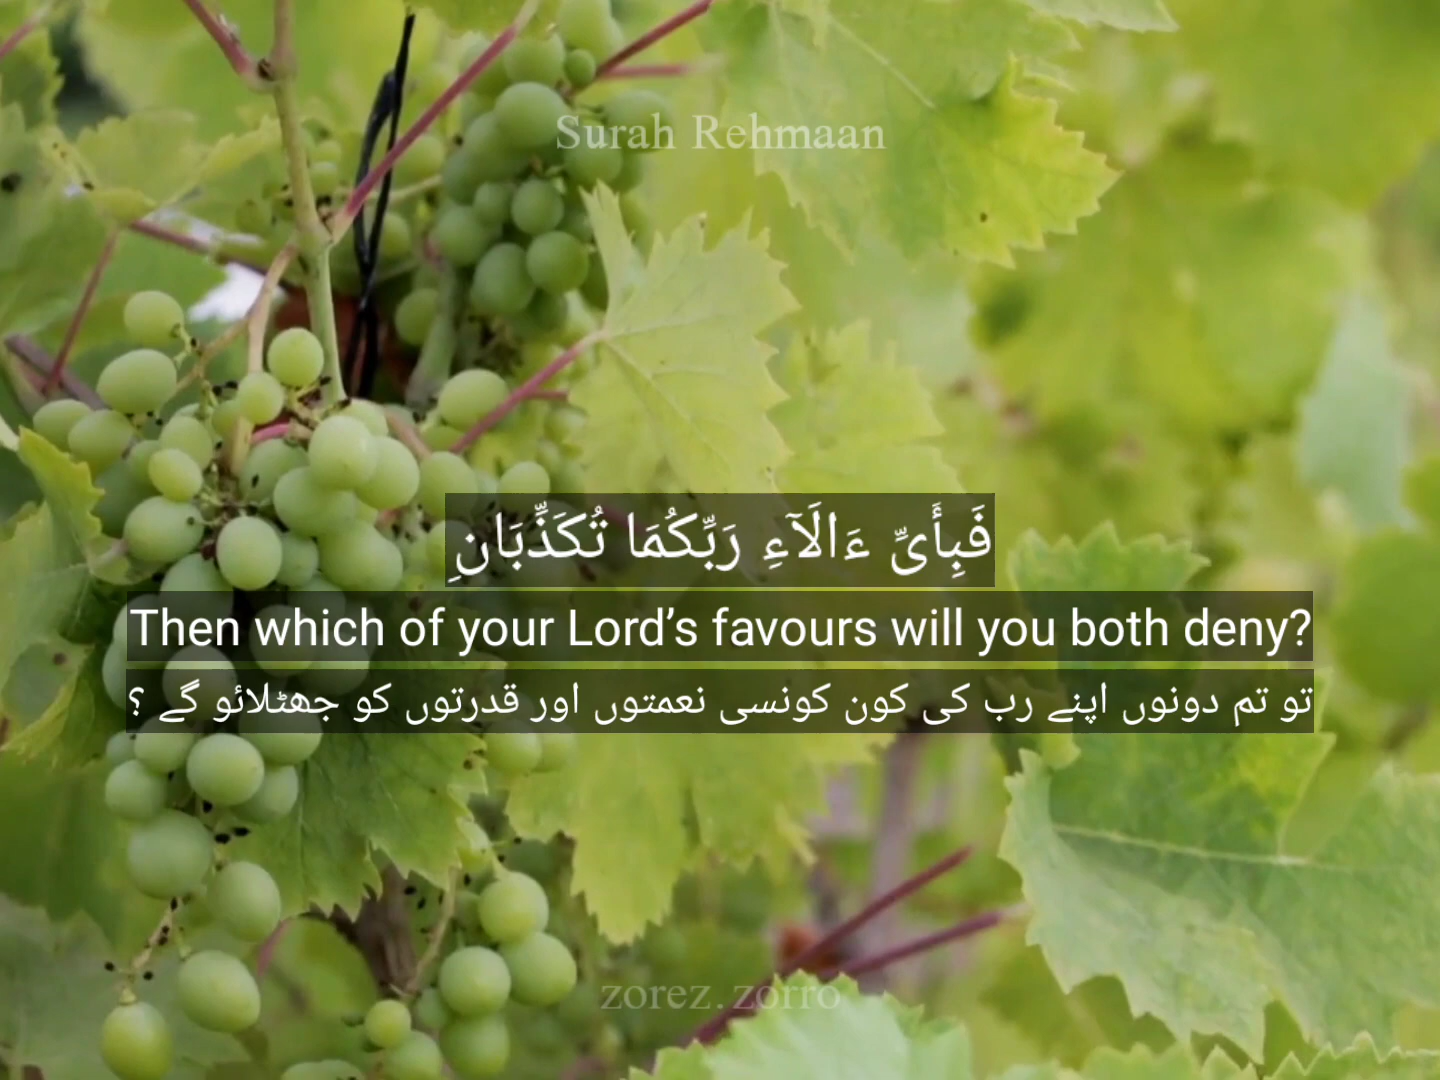 Surah Rehmaan
فَبِأَىِّ ءَالَآءِ رَبِّكُمَا تُكَذِّبَانِ
Then which of your Lord’s favours will you both deny?
تو تم دونوں اپنے رب کی کون کونسی نعمتوں اور قدرتوں کو جھٹلائو گے ؟
zorez.zorro